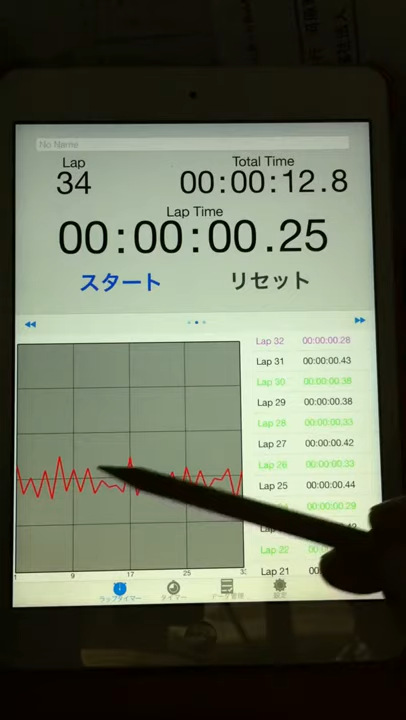 No Name
Lap
Total Time
34
00:00:12.8
Lap Time
00:00:00.25
スタート
リセット
Lap 32 00:00:00.28
Lap 31 00:00:00.43
Lap 30 00:00:00.38
Lap 29 00:00:00.38
Lap 28 00:00:00.33
Lap 27 00:00:00.42
Lap 26 00:00:00.33
Lap 25 00:00:00.44
00:00:00.29
Lap 22
Lap 21
1 9 17 25
ラップタイマー タイマー データ管理 設定